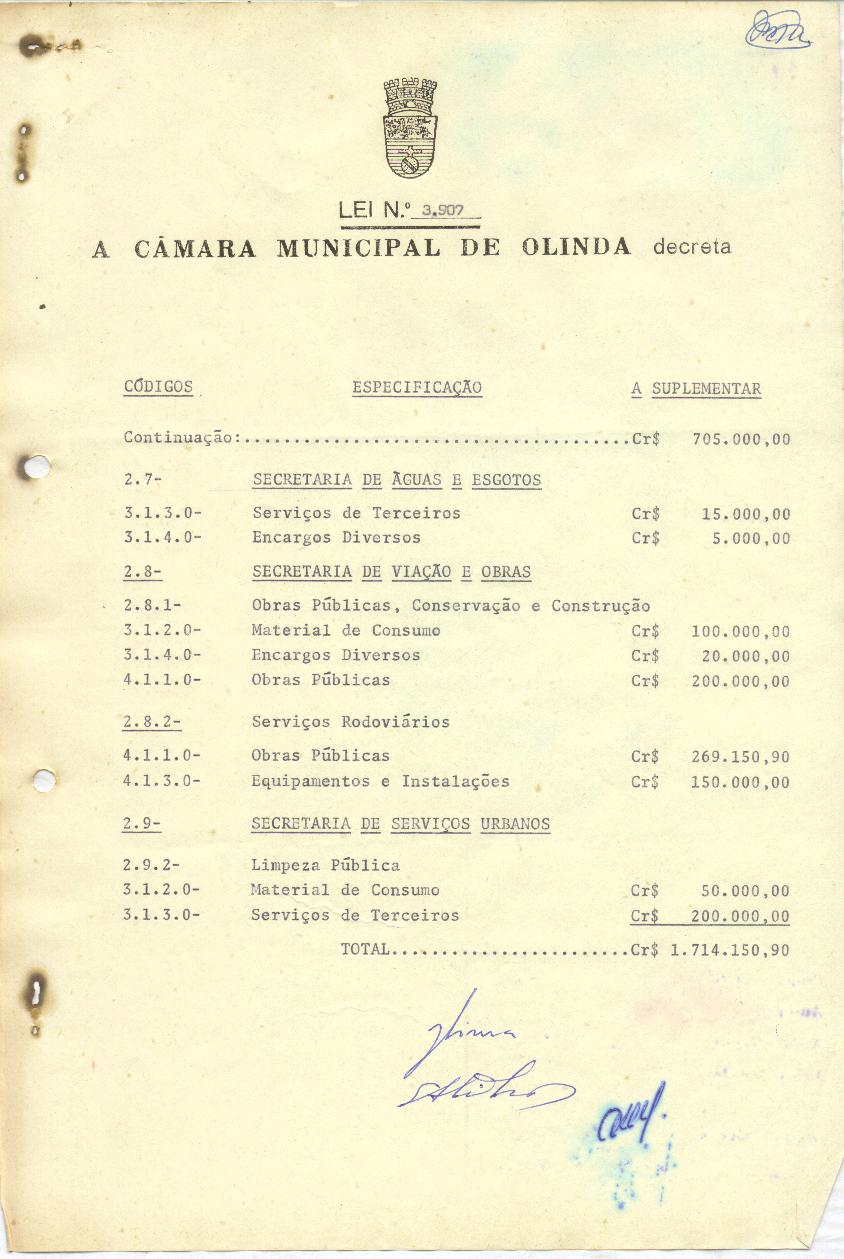 LEI N.º 3.907
A CÂMARA MUNICIPAL DE OLINDA decreta
CÓDIGOS ESPECIFICAÇÃO A SUPLEMENTAR
Continuação:.......................................Cr$ 705.000,00
2.7- SECRETARIA DE ÁGUAS E ESGOTOS
3.1.3.0- Serviços de Terceiros Cr$ 15.000,00
3.1.4.0- Encargos Diversos Cr$ 5.000,00
2.8- SECRETARIA DE VIAÇÃO E OBRAS
2.8.1- Obras Públicas, Conservação e Construção
3.1.2.0- Material de Consumo Cr$ 100.000,00
3.1.4.0- Encargos Diversos Cr$ 20.000,00
4.1.1.0- Obras Públicas Cr$ 200.000,00
2.8.2- Serviços Rodoviários
4.1.1.0- Obras Públicas Cr$ 269.150,90
4.1.3.0- Equipamentos e Instalações Cr$ 150.000,00
2.9- SECRETARIA DE SERVIÇOS URBANOS
2.9.2- Limpeza Pública
3.1.2.0- Material de Consumo Cr$ 50.000,00
3.1.3.0- Serviços de Terceiros Cr$ 200.000,00
TOTAL........................Cr$ 1.714.150,90